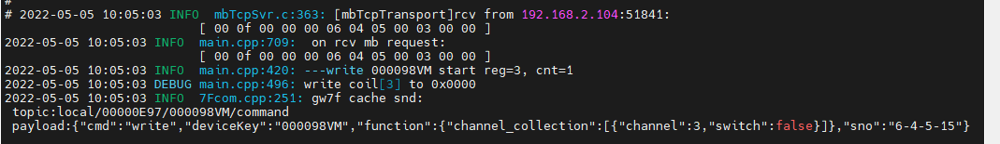 #
# 2022-05-05 10:05:03 INFO  mbTcpSvr.c:363: [mbTcpTransport]rcv from 192.168.2.104:51841:
[ 00 0f 00 00 00 06 04 05 00 03 00 00 ]
2022-05-05 10:05:03 INFO  main.cpp:709:  on rcv mb request:
[ 00 0f 00 00 00 06 04 05 00 03 00 00 ]
2022-05-05 10:05:03 INFO  main.cpp:420: ---write 000098VM start reg=3, cnt=1
2022-05-05 10:05:03 DEBUG main.cpp:496: write coil[3] to 0x0000
2022-05-05 10:05:03 INFO  7Fcom.cpp:251: gw7f cache snd:
topic:local/00000E97/000098VM/command
payload:{"cmd":"write","deviceKey":"000098VM","function":{"channel_collection":[{"channel":3,"switch":false}]},"sno":"6-4-5-15"}